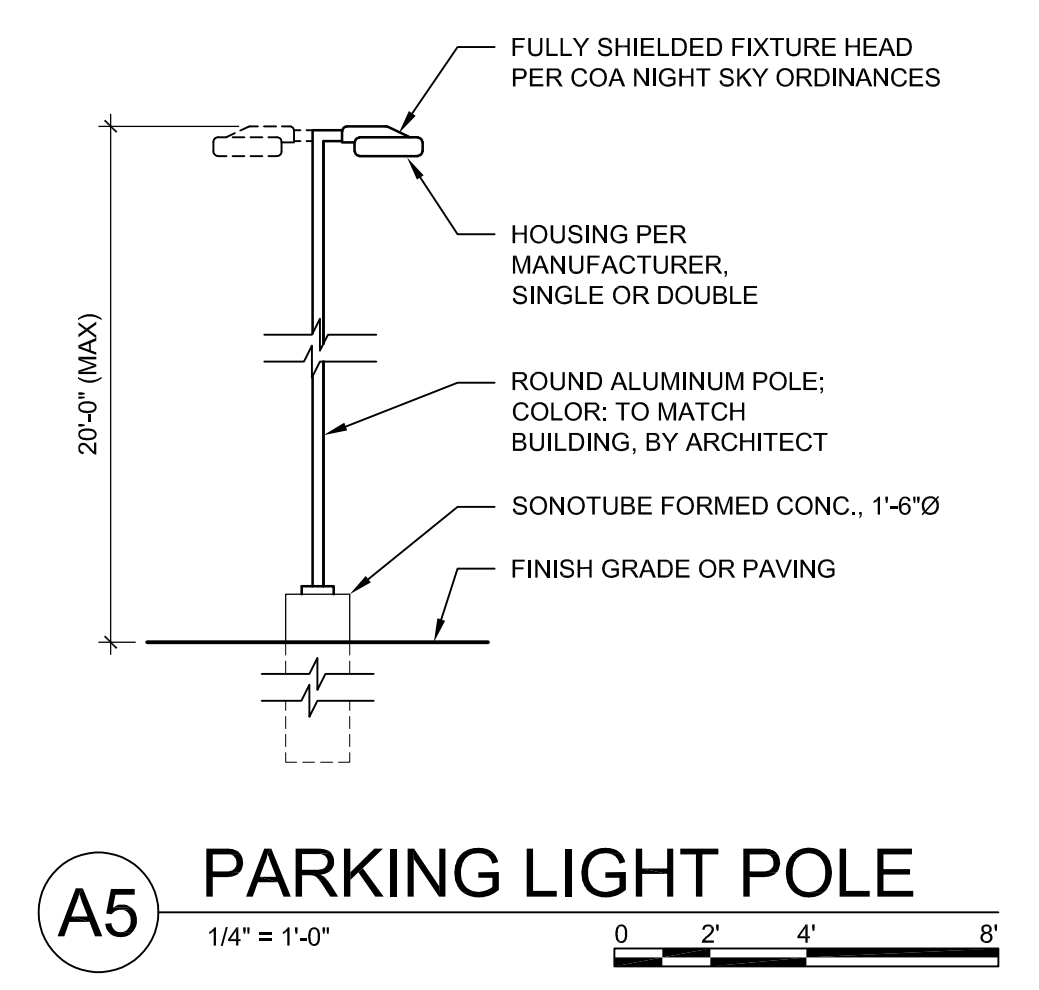 FULLY SHIELDED FIXTURE HEAD
PER COA NIGHT SKY ORDINANCES
HOUSING PER
MANUFACTURER,
SINGLE OR DOUBLE
20'-0" (MAX)
ROUND ALUMINUM POLE;
COLOR: TO MATCH
BUILDING, BY ARCHITECT
SONOTUBE FORMED CONC., 1'-6"Ø
FINISH GRADE OR PAVING
A5
PARKING LIGHT POLE
1/4" = 1'-0"
0 2' 4' 8'